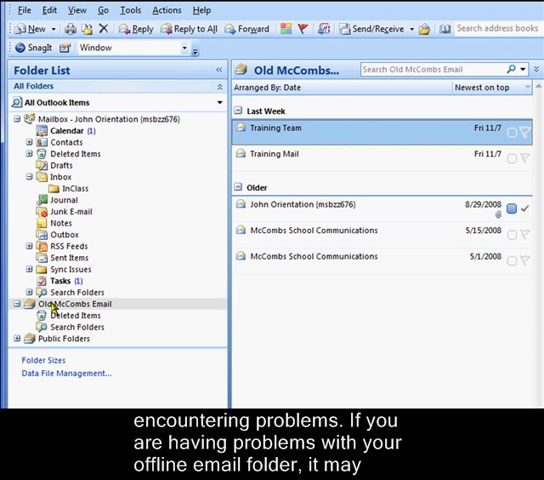 File Edit View Go Tools Actions Help
New Reply Reply to All Forward Send/Receive Search address books
SnagIt Window
Folder List
All Folders
All Outlook Items
Mailbox - John Orientation (msbzz676)
Calendar (1)
Contacts
Deleted Items
Drafts
Inbox
InClass
Journal
Junk E-mail
Notes
Outbox
RSS Feeds
Sent Items
Sync Issues
Tasks (1)
Search Folders
Old McCombs Email
Deleted Items
Search Folders
Public Folders
Folder Sizes
Data File Management...
Old McCombs... Search Old McCombs Email
Arranged By: Date Newest on top
Last Week
Training Team Fri 11/7
Training Mail Fri 11/7
Older
John Orientation (msbzz676) 8/29/2008
McCombs School Communications 5/15/2008
McCombs School Communications 5/1/2008
encountering problems. If you
are having problems with your
offline email folder, it may